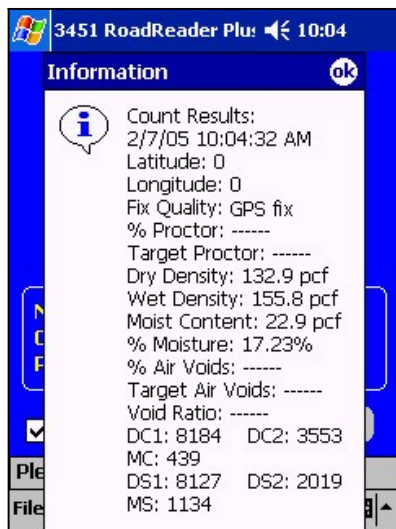 3451 RoadReader Plu: 10:04
Information ok
Count Results:
2/7/05 10:04:32 AM
Latitude: 0
Longitude: 0
Fix Quality: GPS fix
% Proctor: ------
Target Proctor: ------
Dry Density: 132.9 pcf
Wet Density: 155.8 pcf
Moist Content: 22.9 pcf
% Moisture: 17.23%
% Air Voids: ------
Target Air Voids: ------
Void Ratio: ------
DC1: 8184 DC2: 3553
MC: 439
DS1: 8127 DS2: 2019
MS: 1134
Ple
File